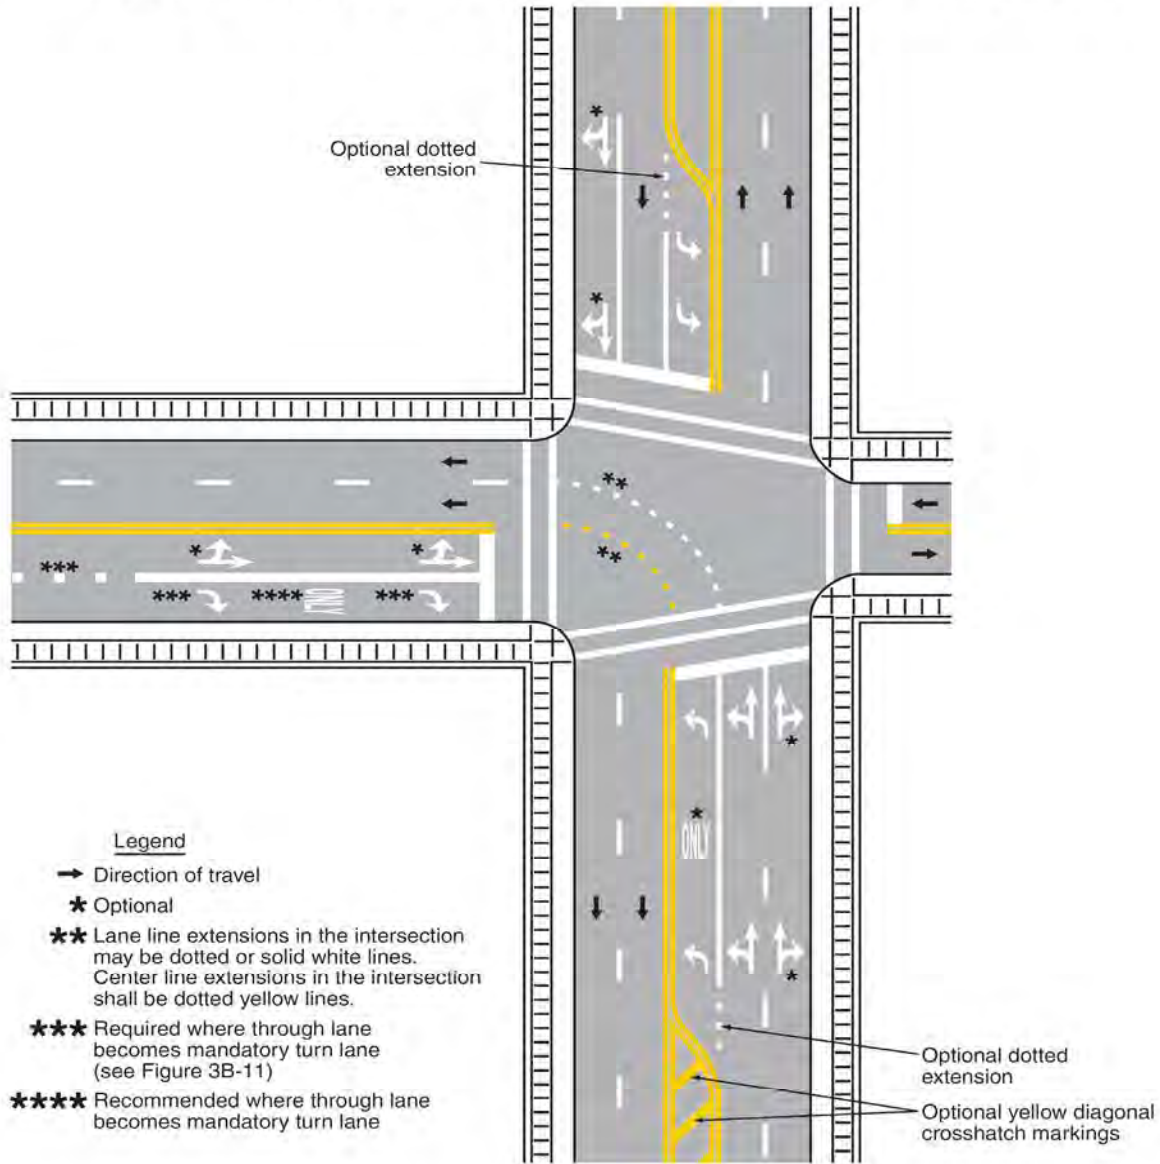 *
Optional dotted
extension
*
**
***
*
*
**
***
****
ONLY
***
*
*
ONLY
*
Legend
Direction of travel
* Optional
** Lane line extensions in the intersection
may be dotted or solid white lines.
Center line extensions in the intersection
shall be dotted yellow lines.
*** Required where through lane
becomes mandatory turn lane
(see Figure 3B-11)
**** Recommended where through lane
becomes mandatory turn lane
Optional dotted
extension
Optional yellow diagonal
crosshatch markings